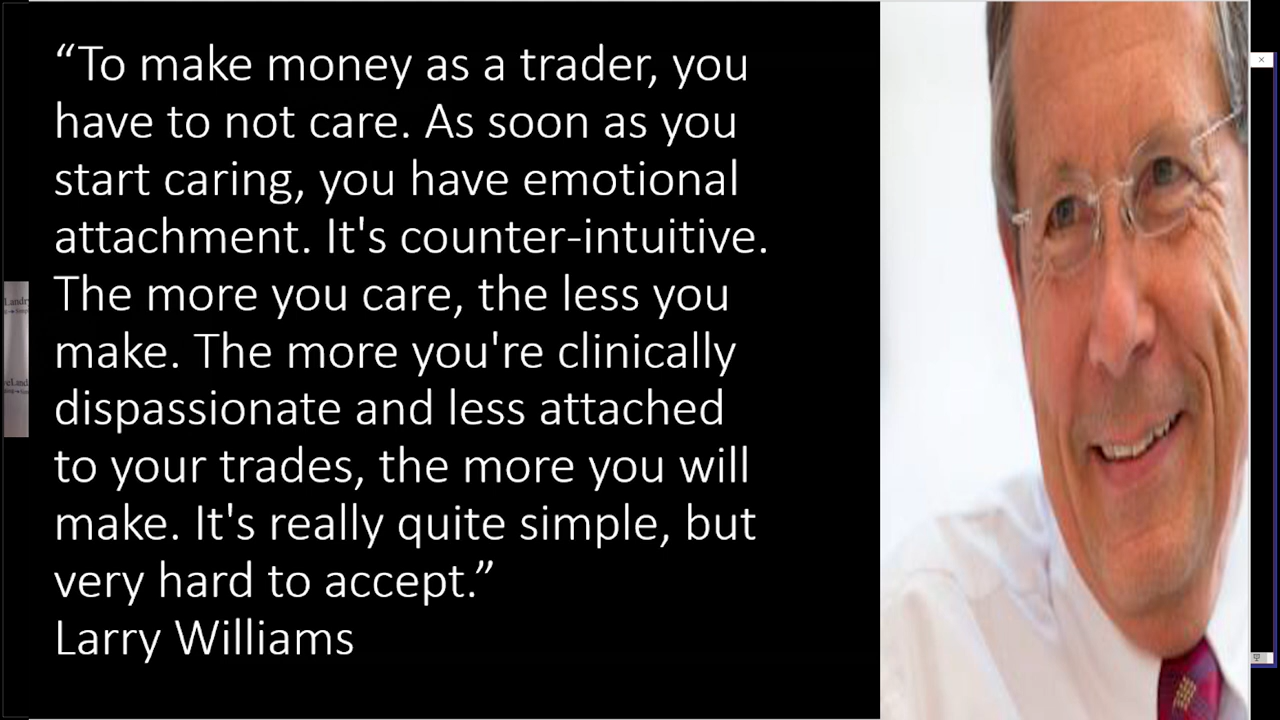 “To make money as a trader, you
have to not care. As soon as you
start caring, you have emotional
attachment. It's counter-intuitive.
The more you care, the less you
make. The more you're clinically
dispassionate and less attached
to your trades, the more you will
make. It's really quite simple, but
very hard to accept.”
Larry Williams